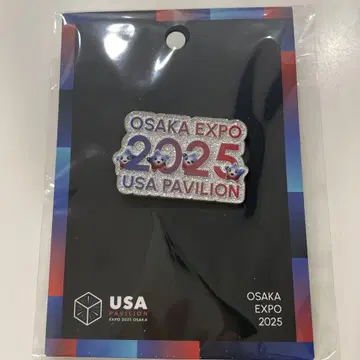 OSAKA EXPO
2025
USA PAVILION
USA
PAVILION
EXPO 2025 OSAKA
OSAKA
EXPO
2025